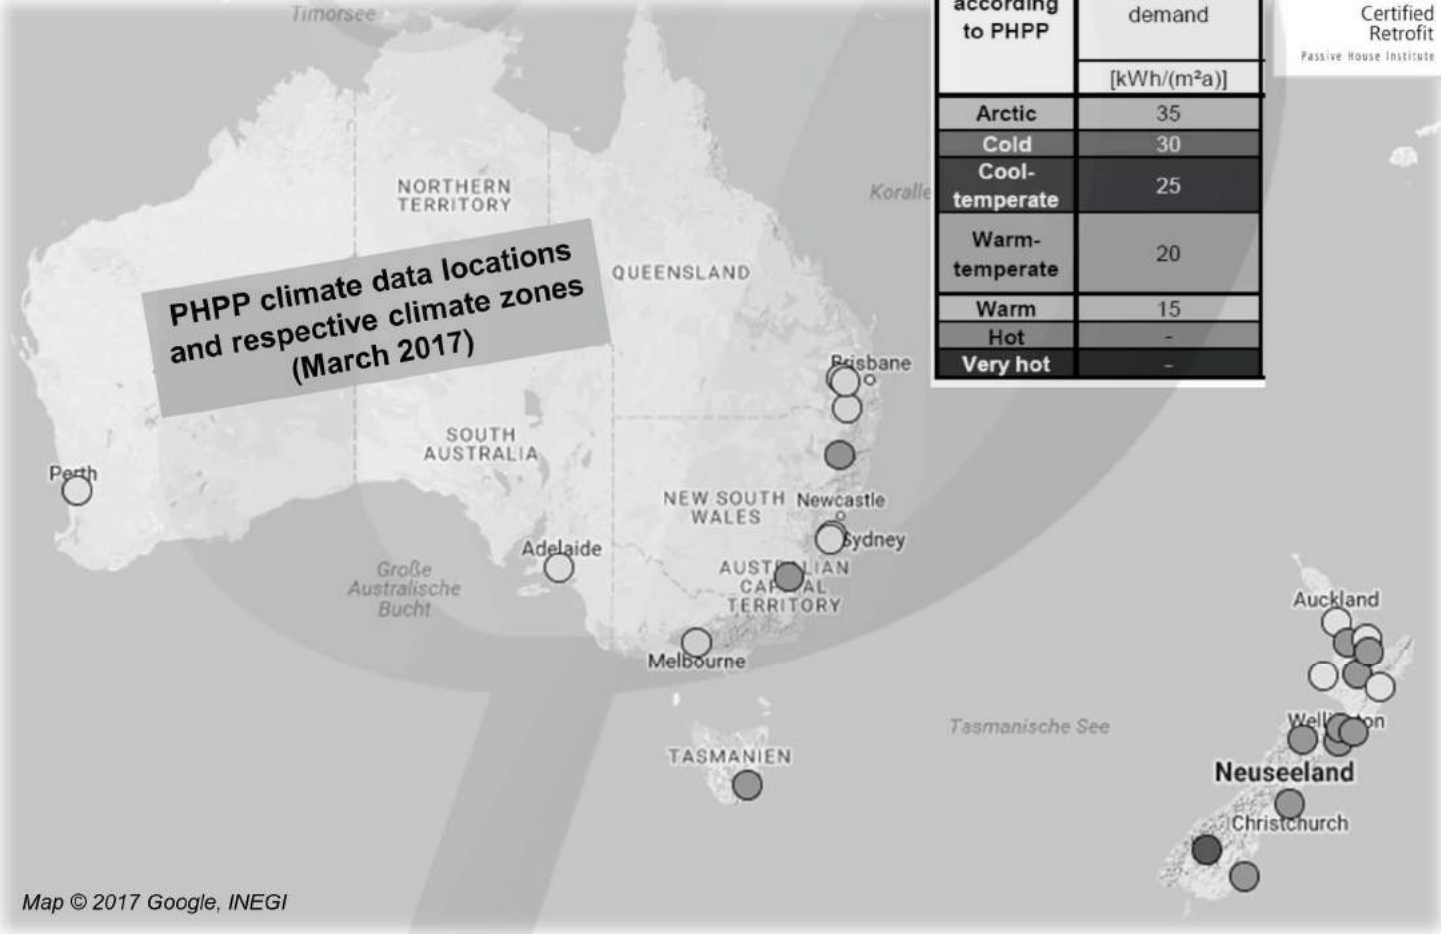 Timorsee
according
to PHPP
demand
[kWh/(m²a)]
Arctic 35
Cold 30
Cool-
temperate
25
Warm-
temperate
20
Warm 15
Hot -
Very hot -
Certified
Retrofit
Passive House Institute
NORTHERN
TERRITORY
Koralle
PHPP climate data locations
and respective climate zones
(March 2017)
QUEENSLAND
Brisbane
SOUTH
AUSTRALIA
Perth
NEW SOUTH
WALES
Newcastle
Sydney
Adelaide
Große
Australische
Bucht
AUSTRALIAN
CAPITAL
TERRITORY
Melbourne
Auckland
Tasmanische See
Wellington
TASMANIEN
Neuseeland
Christchurch
Map © 2017 Google, INEGI